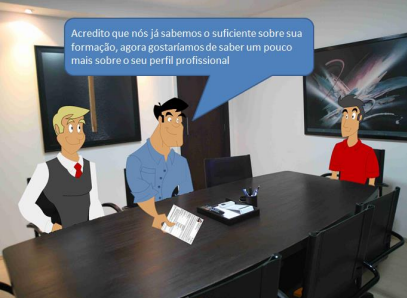 Acredito que nós já sabemos o suficiente sobre sua
formação, agora gostaríamos de saber um pouco
mais sobre o seu perfil profissional